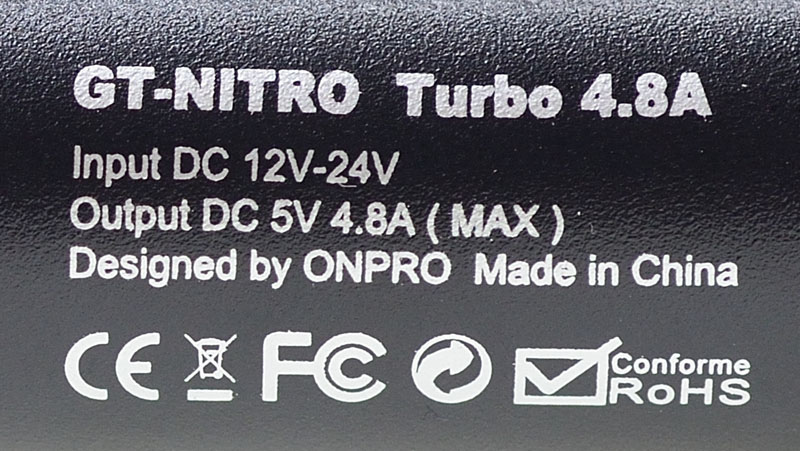 GT-NITRO Turbo 4.8A
Input DC 12V-24V
Output DC 5V 4.8A ( MAX )
Designed by ONPRO Made in China
CE FC Conforme
RoHS